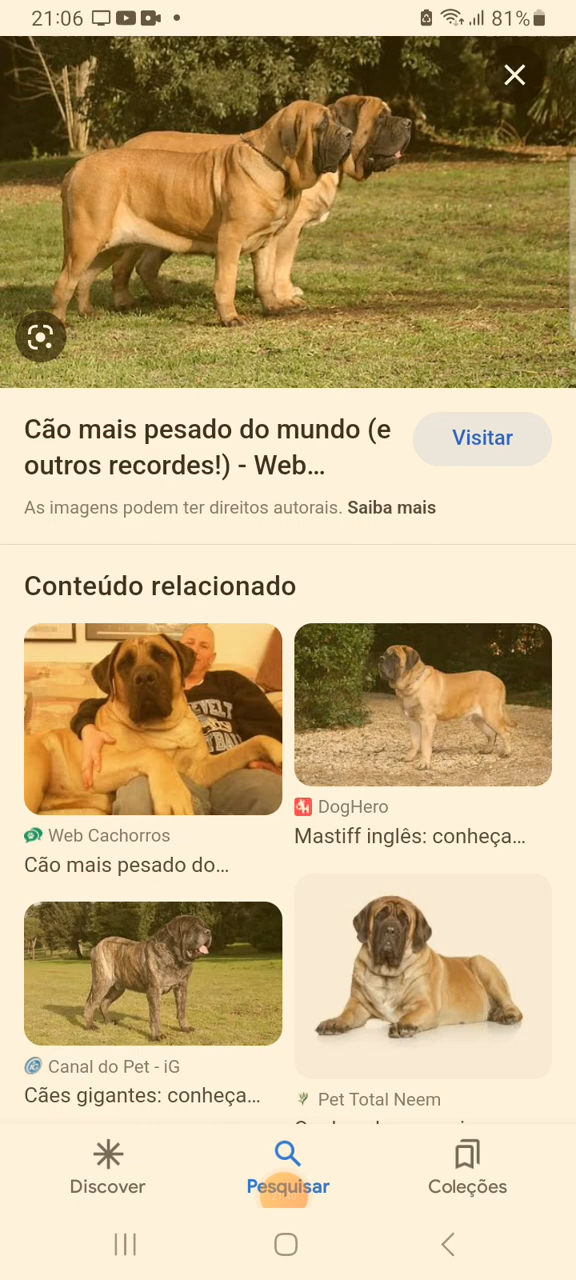 21:06
81%
Cão mais pesado do mundo (e
outros recordes!) - Web…
Visitar
As imagens podem ter direitos autorais. Saiba mais
Conteúdo relacionado
Web Cachorros
Cão mais pesado do…
DogHero
Mastiff inglês: conheça…
Canal do Pet - iG
Cães gigantes: conheça…
Pet Total Neem
Discover
Pesquisar
Coleções